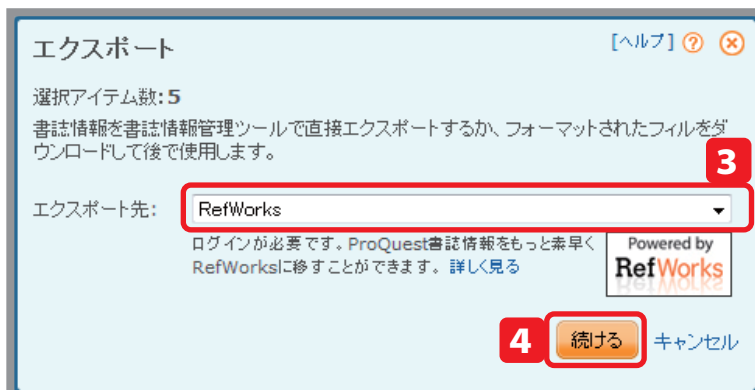 エクスポート
[ヘルプ] ?
選択アイテム数:5
書誌情報を書誌情報管理ツールで直接エクスポートするか、フォーマットされたフィルをダ
ウンロードして後で使用します。
3
エクスポート先: RefWorks
ログインが必要です。ProQuest書誌情報をもっと素早く
RefWorksに移すことができます。 詳しく見る
Powered by
RefWorks
4 続ける キャンセル